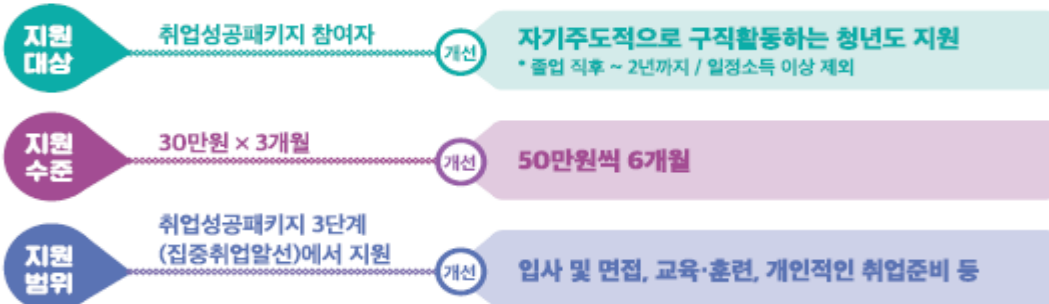 지원
대상
취업성공패키지 참여자
개선
자기주도적으로 구직활동하는 청년도 지원
* 졸업 직후 ~ 2년까지 / 일정소득 이상 제외
지원
수준
30만원 × 3개월
개선
50만원씩 6개월
지원
범위
취업성공패키지 3단계
(집중취업알선)에서 지원
개선
입사 및 면접, 교육·훈련, 개인적인 취업준비 등